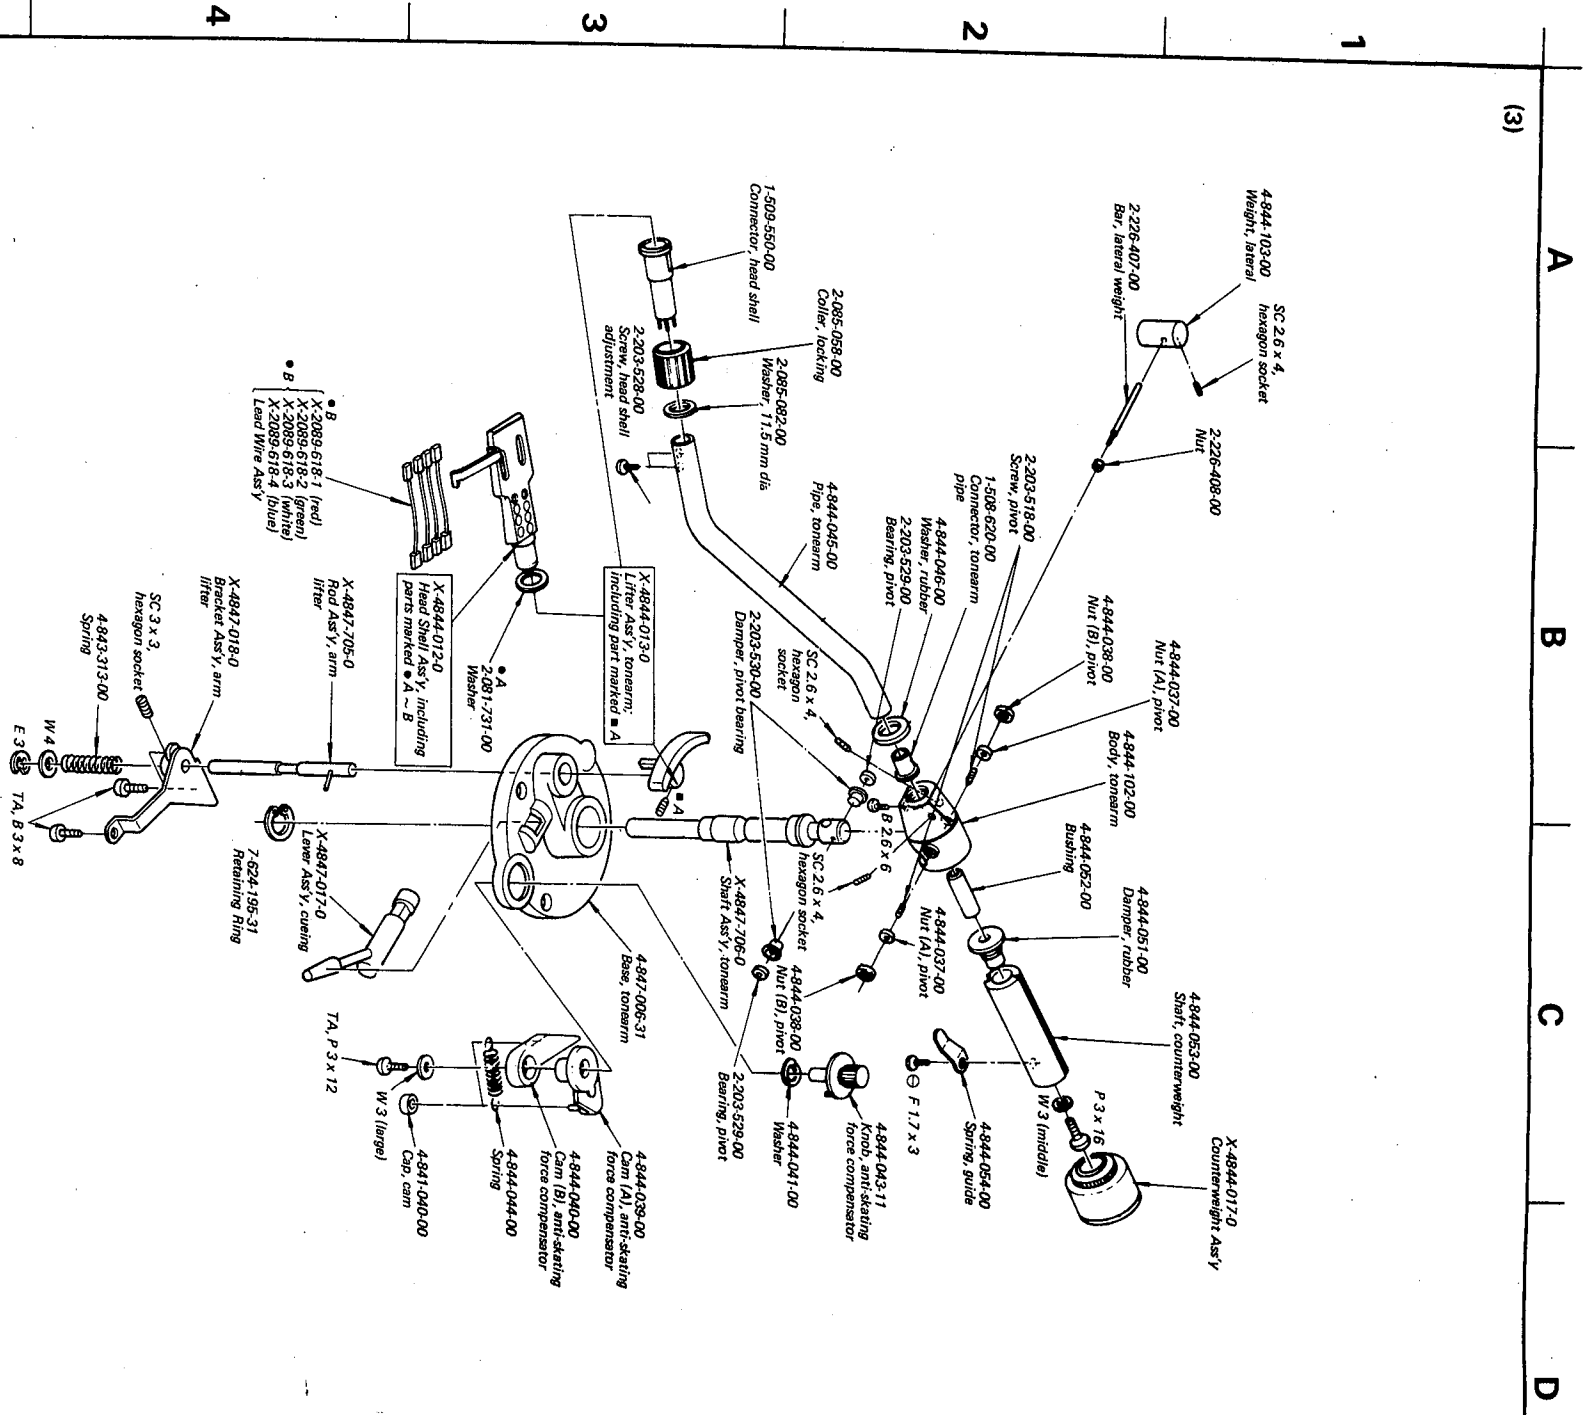 (3)
1
2
3
4
A
B
C
D
4-844-103-00
Weight, lateral
SC 2.6 x 4,
hexagon socket
2-226-407-00
Bar, lateral weight
2-226-408-00
Nut
1-509-550-00
Connector, head shell
2-085-058-00
Coller, locking
2-085-082-00
Washer, 11.5 mm dis
2-203-528-00
Screw, head shell
adjustment
4-844-045-00
Pipe, tonearm
2-203-518-00
Screw, pivot
1-508-620-00
Connector, tonearm
pipe
4-844-046-00
Washer, rubber
2-203-529-00
Bearing, pivot
4-844-038-00
Nut (B), pivot
4-844-037-00
Nut (A), pivot
4-844-102-00
Body, tonearm
4-844-052-00
Bushing
4-844-051-00
Damper, rubber
4-844-053-00
Shaft, counterweight
P 3 x 16
X-4844-017-0
Counterweight Ass'y
W 3 (middle)
4-844-054-00
Spring, guide
⊖ F 1.7 x 3
2-203-530-00
Damper, pivot bearing
SC 2.6 x 4,
hexagon
socket
B 2.6 x 6
SC 2.6 x 4,
hexagon socket
4-844-037-00
Nut (A), pivot
4-844-038-00
Nut (B), pivot
2-203-529-00
Bearing, pivot
4-844-043-11
Knob, anti-skating
force compensator
4-844-041-00
Washer
X-4844-013-0
Lifter Ass'y, tonearm;
including part marked ■ A
■ A
X-4847-706-0
Shaft Ass'y, tonearm
4-847-006-31
Base, tonearm
● B
X-2089-618-1 (red)
X-2089-618-2 (green)
● B
X-2089-618-3 (white)
X-2089-618-4 (blue)
Lead Wire Ass'y
● A
2-081-731-00
Washer
X-4844-012-0
Head Shell Ass'y, including
parts marked ● A ~ B
X-4847-705-0
Rod Ass'y, arm
lifter
X-4847-018-0
Bracket Ass'y, arm
lifter
SC 3 x 3,
hexagon socket
4-843-313-00
Spring
W 4
E 3
TA, B 3 x 8
X-4847-017-0
Lever Ass'y, cueing
7-624-195-31
Retaining Ring
4-844-039-00
Cam (A), anti-skating
force compensator
4-844-040-00
Cam (B), anti-skating
force compensator
4-844-044-00
Spring
4-841-040-00
Cap, cam
W 3 (large)
TA, P 3 x 12